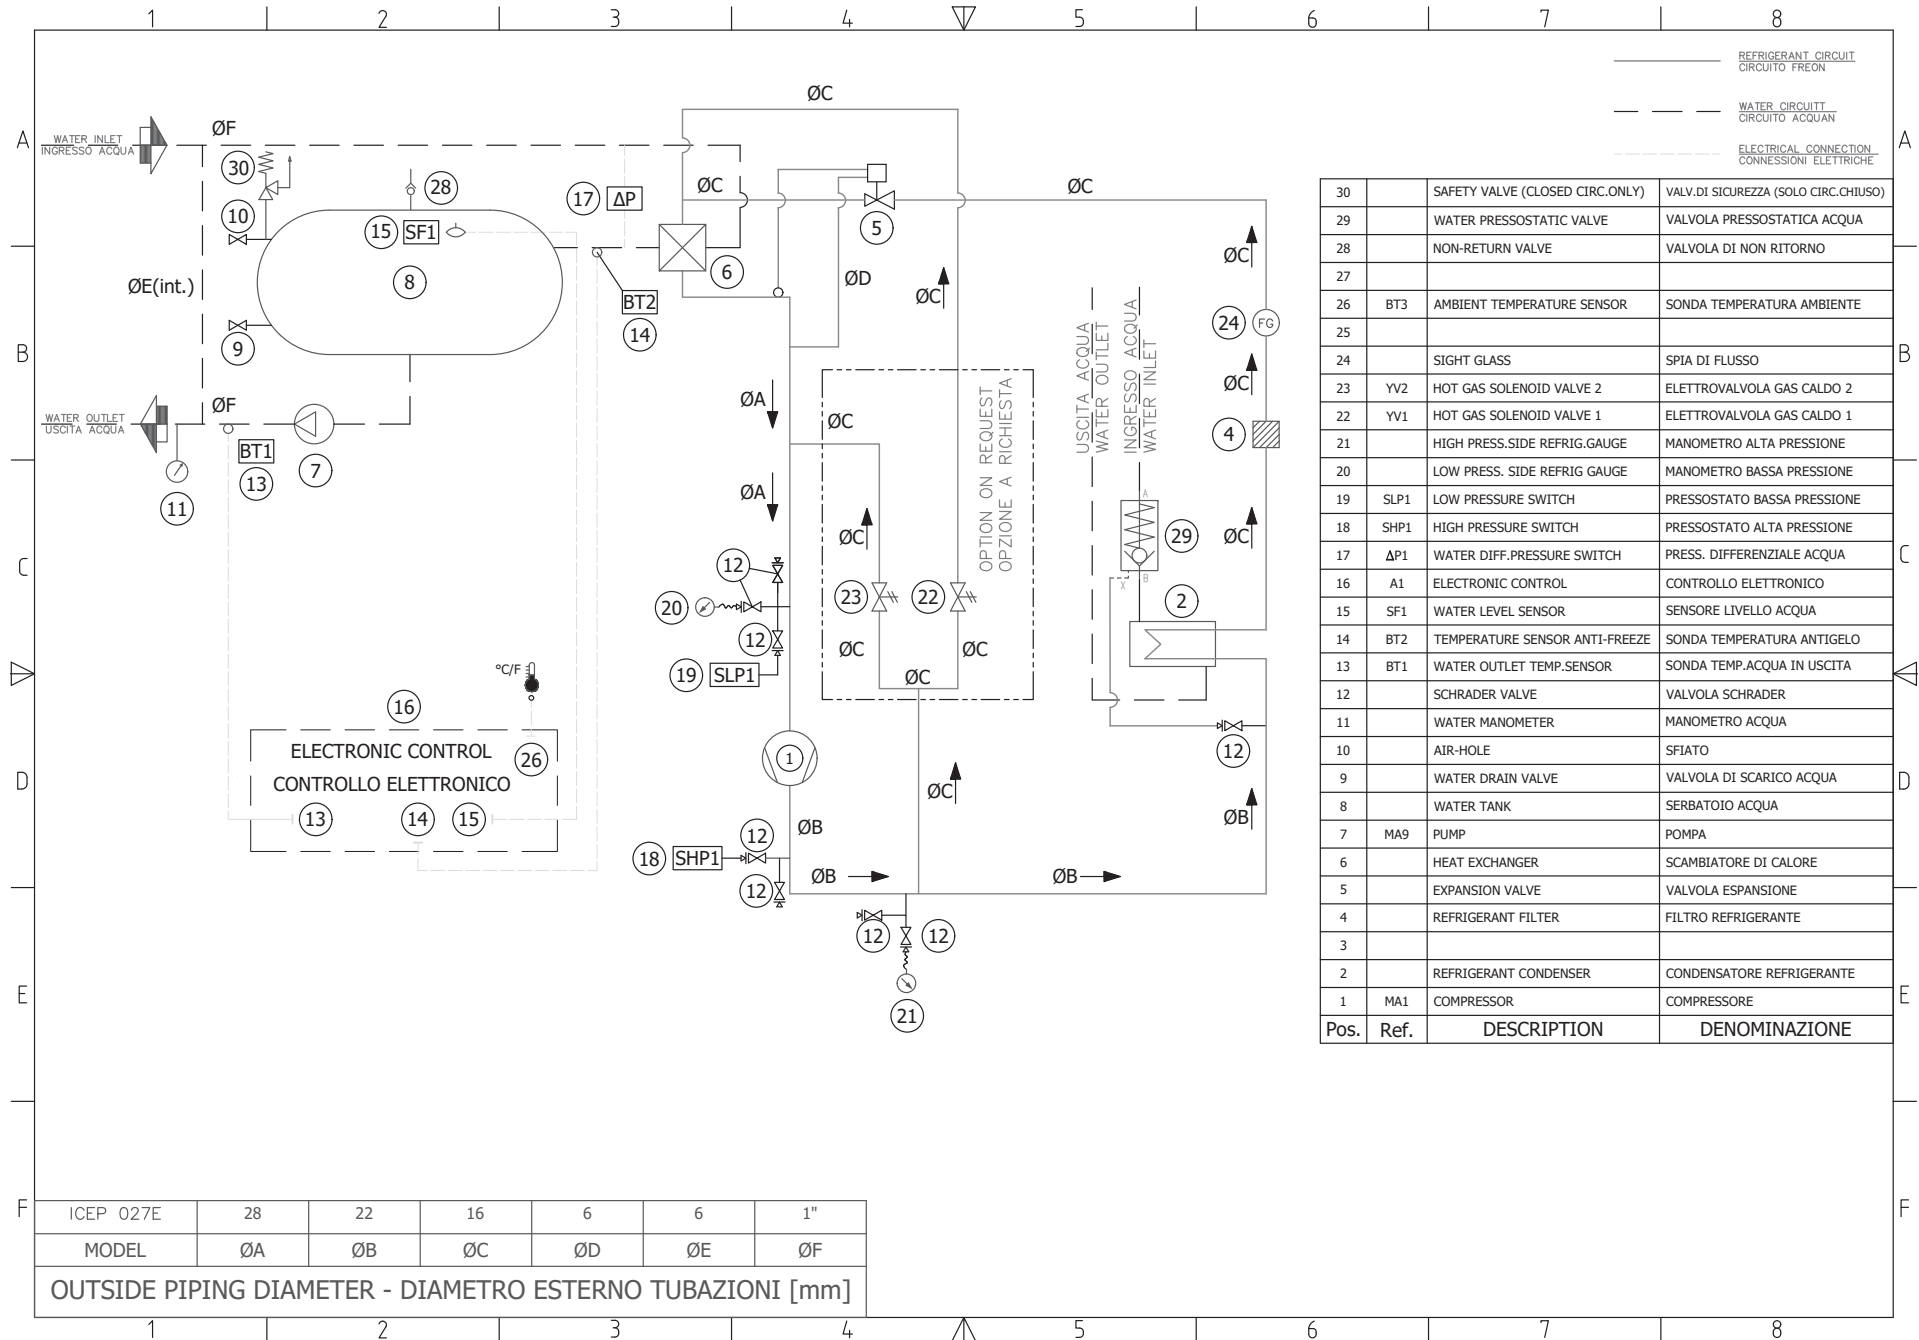 1 2 3 4 5 6 7 8
REFRIGERANT CIRCUIT
CIRCUITO FREON
WATER CIRCUITT
CIRCUITO ACQUAN
ELECTRICAL CONNECTION
CONNESSIONI ELETTRICHE
A
A
B
B
C
C
D
D
E
E
F
F
WATER INLET
INGRESSO ACQUA
ØF
30
10
28
15 SF1
8
ØE(int.)
9
WATER OUTLET
USCITA ACQUA
ØF
BT1
13
7
11
17 ΔP
6
BT2
14
ØC
ØC
5
ØC
ØD
ØC
ØA
ØA
ØC
ØC
OPTION ON REQUEST
OPZIONE A RICHIESTA
23
22
ØC
ØC
ØC
12
20
12
19 SLP1
1
ØC
ØB
12
18 SHP1
12
ØB
ØB
12
12
21
USCITA ACQUA
WATER OUTLET
INGRESSO ACQUA
WATER INLET
A
29
B
X
2
12
ØC
24 FG
ØC
4
ØC
ØB
°C/F
16
ELECTRONIC CONTROL
CONTROLLO ELETTRONICO
26
13
14
15
30 SAFETY VALVE (CLOSED CIRC.ONLY) VALV.DI SICUREZZA (SOLO CIRC.CHIUSO)
29 WATER PRESSOSTATIC VALVE VALVOLA PRESSOSTATICA ACQUA
28 NON-RETURN VALVE VALVOLA DI NON RITORNO
27
26 BT3 AMBIENT TEMPERATURE SENSOR SONDA TEMPERATURA AMBIENTE
25
24 SIGHT GLASS SPIA DI FLUSSO
23 YV2 HOT GAS SOLENOID VALVE 2 ELETTROVALVOLA GAS CALDO 2
22 YV1 HOT GAS SOLENOID VALVE 1 ELETTROVALVOLA GAS CALDO 1
21 HIGH PRESS.SIDE REFRIG.GAUGE MANOMETRO ALTA PRESSIONE
20 LOW PRESS. SIDE REFRIG GAUGE MANOMETRO BASSA PRESSIONE
19 SLP1 LOW PRESSURE SWITCH PRESSOSTATO BASSA PRESSIONE
18 SHP1 HIGH PRESSURE SWITCH PRESSOSTATO ALTA PRESSIONE
17 ΔP1 WATER DIFF.PRESSURE SWITCH PRESS. DIFFERENZIALE ACQUA
16 A1 ELECTRONIC CONTROL CONTROLLO ELETTRONICO
15 SF1 WATER LEVEL SENSOR SENSORE LIVELLO ACQUA
14 BT2 TEMPERATURE SENSOR ANTI-FREEZE SONDA TEMPERATURA ANTIGELO
13 BT1 WATER OUTLET TEMP.SENSOR SONDA TEMP.ACQUA IN USCITA
12 SCHRADER VALVE VALVOLA SCHRADER
11 WATER MANOMETER MANOMETRO ACQUA
10 AIR-HOLE SFIATO
9 WATER DRAIN VALVE VALVOLA DI SCARICO ACQUA
8 WATER TANK SERBATOIO ACQUA
7 MA9 PUMP POMPA
6 HEAT EXCHANGER SCAMBIATORE DI CALORE
5 EXPANSION VALVE VALVOLA ESPANSIONE
4 REFRIGERANT FILTER FILTRO REFRIGERANTE
3
2 REFRIGERANT CONDENSER CONDENSATORE REFRIGERANTE
1 MA1 COMPRESSOR COMPRESSORE
Pos. Ref. DESCRIPTION DENOMINAZIONE
ICEP 027E 28 22 16 6 6 1"
MODEL ØA ØB ØC ØD ØE ØF
OUTSIDE PIPING DIAMETER - DIAMETRO ESTERNO TUBAZIONI [mm]
1 2 3 4 5 6 7 8